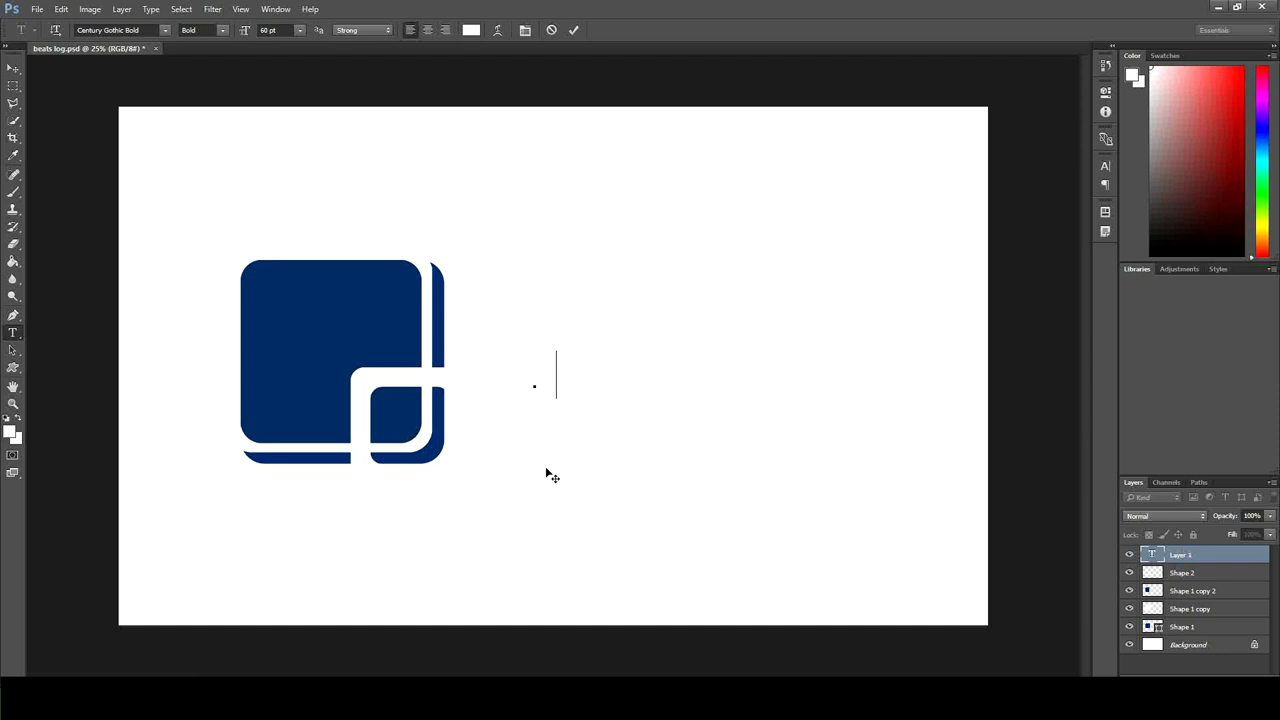 Ps File Edit Image Layer Type Select Filter View Window Help
T Century Gothic Bold Bold 60 pt Strong Essentials
beats log.psd @ 25% (RGB/8#) * ×
Color Swatches
Libraries Adjustments Styles
Layers Channels Paths
Kind
Normal Opacity: 100%
Lock: Fill: 100%
T Layer 1
Shape 2
Shape 1 copy 2
Shape 1 copy
Shape 1
Background